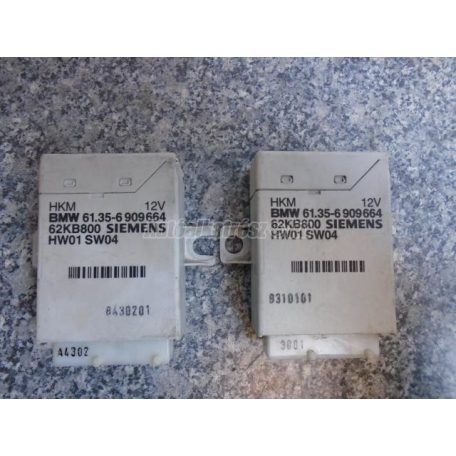 HKM 12V
BMW 61.35-6 909 664
62KB800 SIEMENS
HW01 SW04
8430201
A4302
HKM 12V
BMW 61.35-6 909 664
62KB800 SIEMENS
HW01 SW04
8310101